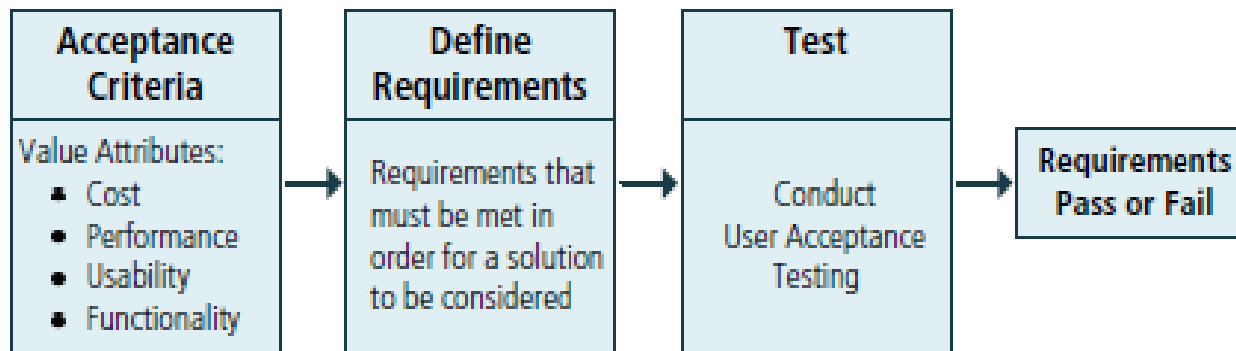 Acceptance
Criteria
Value Attributes:
• Cost
• Performance
• Usability
• Functionality
Define
Requirements
Requirements that
must be met in
order for a solution
to be considered
Test
Conduct
User Acceptance
Testing
Requirements
Pass or Fail